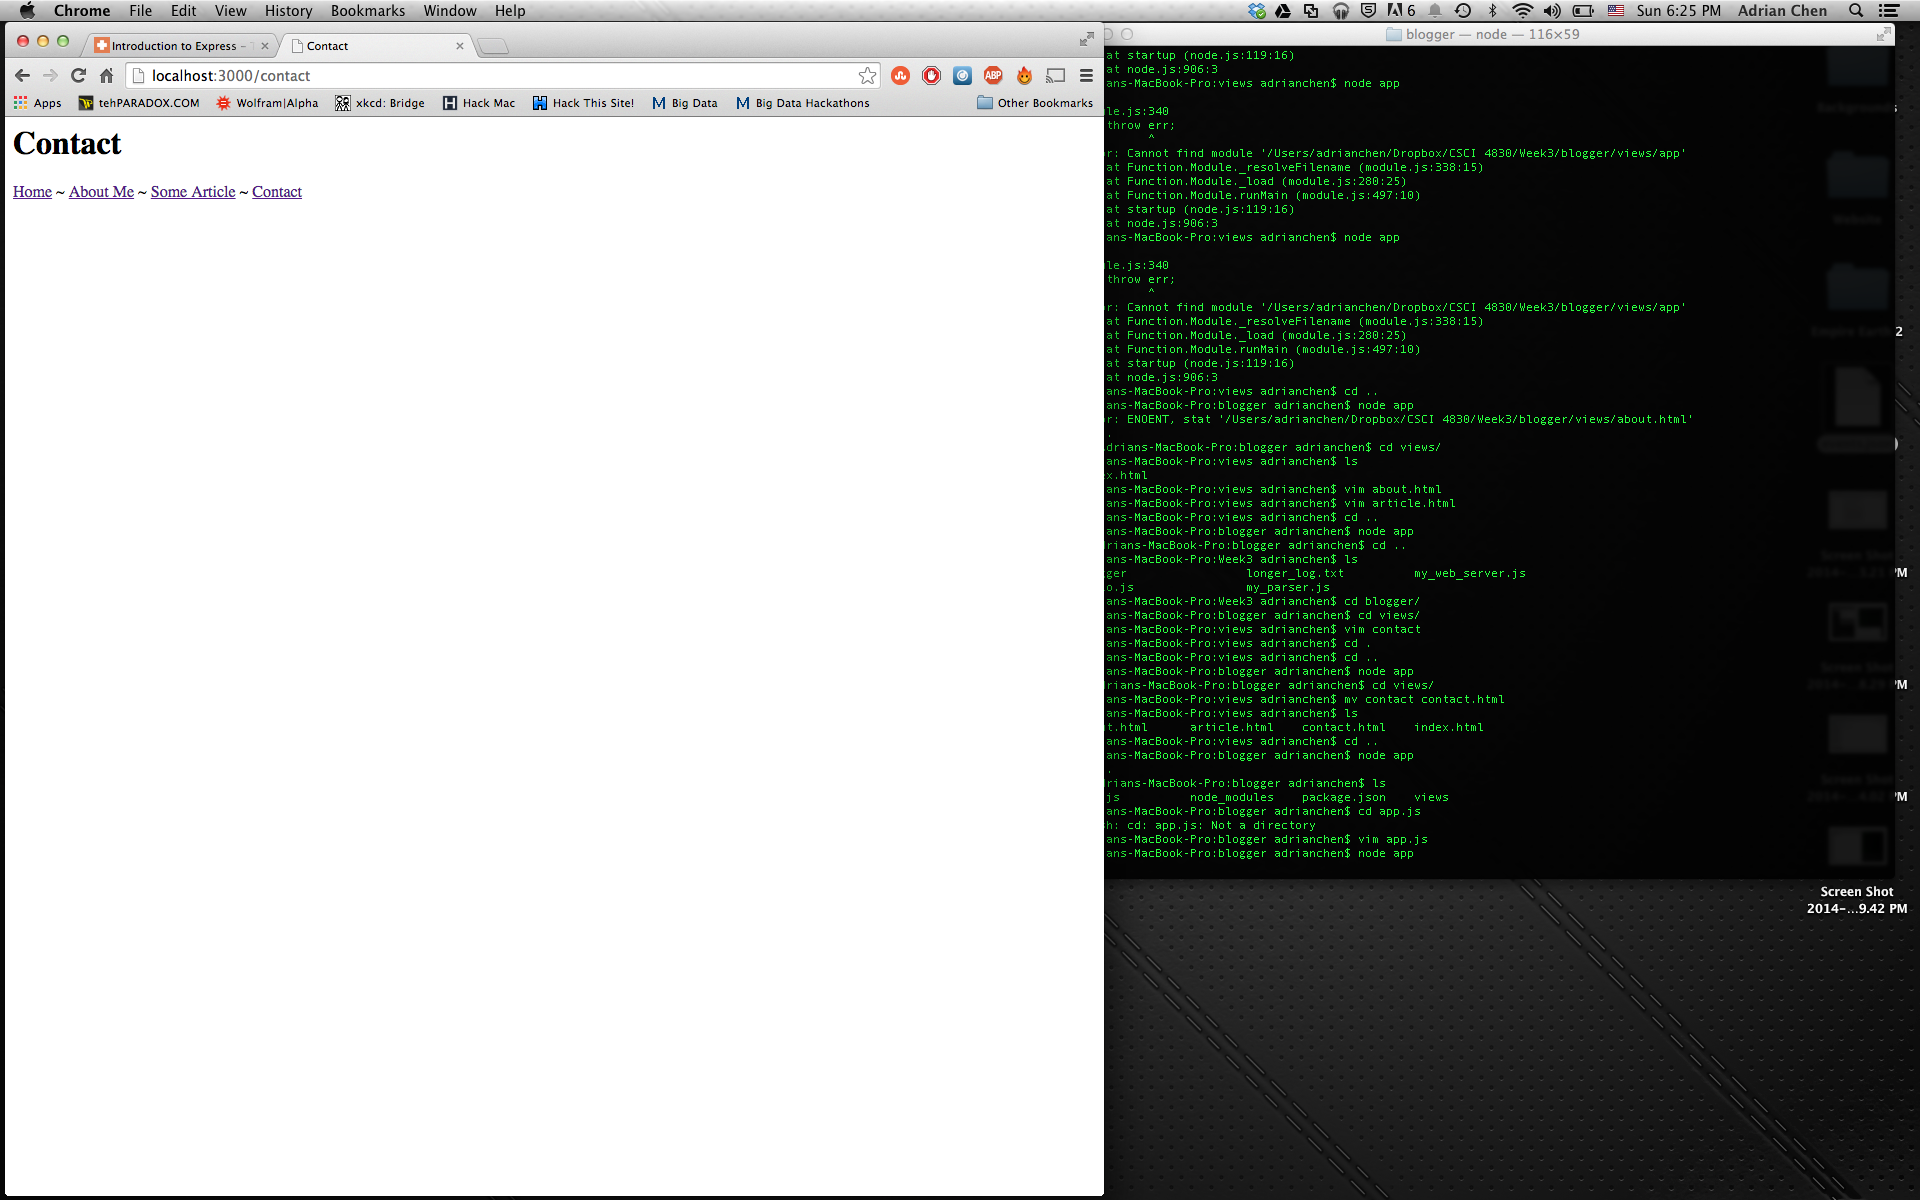 Chrome File Edit View History Bookmarks Window Help 6 Sun 6:25 PM Adrian Chen
Introduction to Express – Contact
localhost:3000/contact ABP
Apps tehPARADOX.COM Wolfram|Alpha xkcd: Bridge Hack Mac Hack This Site! Big Data Big Data Hackathons Other Bookmarks
Contact
Home ~ About Me ~ Some Article ~ Contact
blogger — node — 116×59
at startup (node.js:119:16)
at node.js:906:3
ans-MacBook-Pro:views adrianchen$ node app
le.js:340
throw err;
^
r: Cannot find module '/Users/adrianchen/Dropbox/CSCI 4830/Week3/blogger/views/app'
at Function.Module._resolveFilename (module.js:338:15)
at Function.Module._load (module.js:280:25)
at Function.Module.runMain (module.js:497:10)
at startup (node.js:119:16)
at node.js:906:3
ans-MacBook-Pro:views adrianchen$ node app
le.js:340
throw err;
^
r: Cannot find module '/Users/adrianchen/Dropbox/CSCI 4830/Week3/blogger/views/app'
at Function.Module._resolveFilename (module.js:338:15)
at Function.Module._load (module.js:280:25)
at Function.Module.runMain (module.js:497:10)
at startup (node.js:119:16)
at node.js:906:3
ans-MacBook-Pro:views adrianchen$ cd ..
ans-MacBook-Pro:blogger adrianchen$ node app
r: ENOENT, stat '/Users/adrianchen/Dropbox/CSCI 4830/Week3/blogger/views/about.html'
drians-MacBook-Pro:blogger adrianchen$ cd views/
ans-MacBook-Pro:views adrianchen$ ls
x.html
ans-MacBook-Pro:views adrianchen$ vim about.html
ans-MacBook-Pro:views adrianchen$ vim article.html
ans-MacBook-Pro:views adrianchen$ cd ..
ans-MacBook-Pro:blogger adrianchen$ node app
rians-MacBook-Pro:blogger adrianchen$ cd ..
ans-MacBook-Pro:Week3 adrianchen$ ls
ger longer_log.txt my_web_server.js
o.js my_parser.js
ans-MacBook-Pro:Week3 adrianchen$ cd blogger/
ans-MacBook-Pro:blogger adrianchen$ cd views/
ans-MacBook-Pro:views adrianchen$ vim contact
ans-MacBook-Pro:views adrianchen$ cd .
ans-MacBook-Pro:views adrianchen$ cd ..
ans-MacBook-Pro:blogger adrianchen$ node app
rians-MacBook-Pro:blogger adrianchen$ cd views/
ans-MacBook-Pro:views adrianchen$ mv contact contact.html
ans-MacBook-Pro:views adrianchen$ ls
t.html article.html contact.html index.html
ans-MacBook-Pro:views adrianchen$ cd ..
ans-MacBook-Pro:blogger adrianchen$ node app
rians-MacBook-Pro:blogger adrianchen$ ls
js node_modules package.json views
ans-MacBook-Pro:blogger adrianchen$ cd app.js
h: cd: app.js: Not a directory
ans-MacBook-Pro:blogger adrianchen$ vim app.js
ans-MacBook-Pro:blogger adrianchen$ node app
2
PM
PM
PM
Screen Shot
2014-...9.42 PM